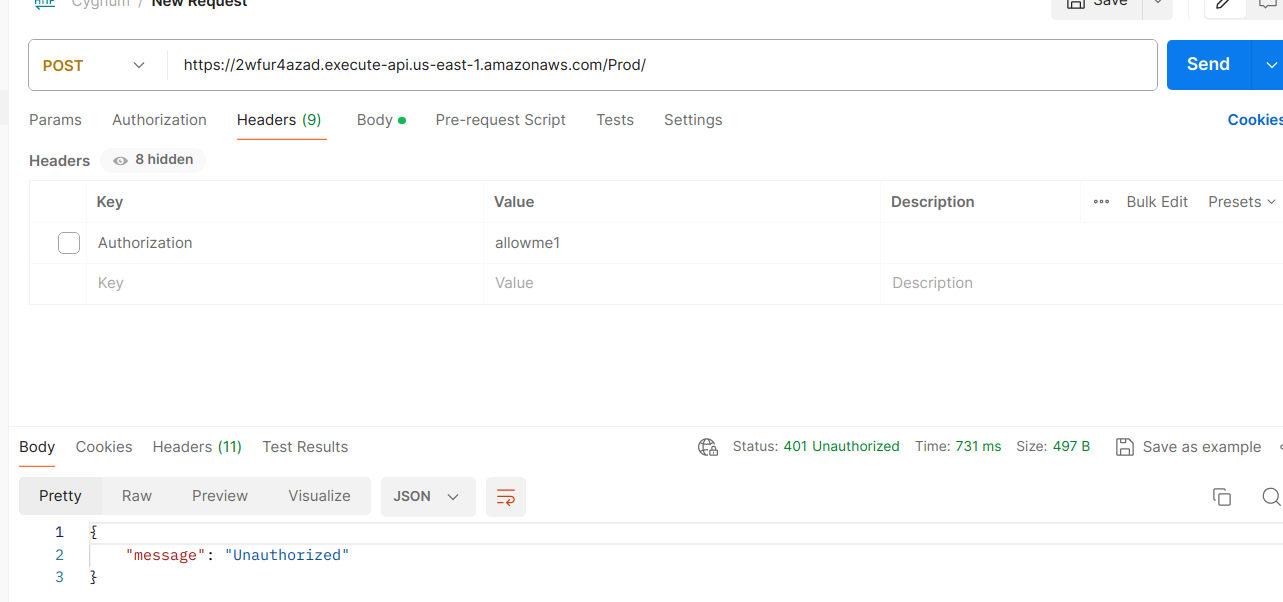 HTTP Cygnum / New Request Save
POST https://2wfur4azad.execute-api.us-east-1.amazonaws.com/Prod/ Send
Params Authorization Headers (9) Body Pre-request Script Tests Settings Cookies
Headers 8 hidden
Key Value Description Bulk Edit Presets
Authorization allowme1
Key Value Description
Body Cookies Headers (11) Test Results Status: 401 Unauthorized Time: 731 ms Size: 497 B Save as example
Pretty Raw Preview Visualize JSON
1 {
2 "message": "Unauthorized"
3 }